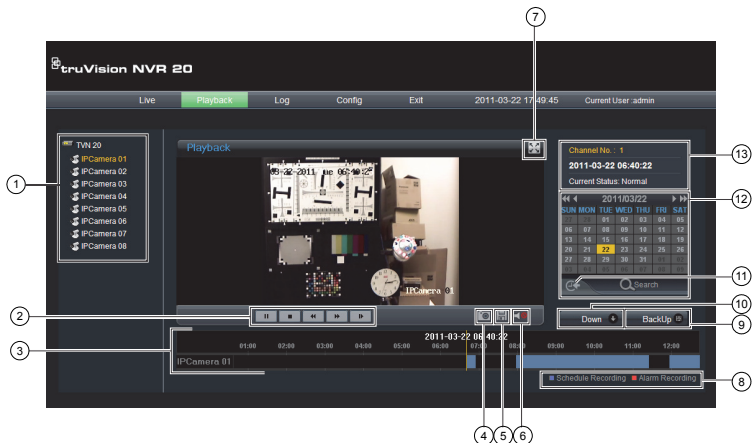 7
truVision NVR 20
Live Playback Log Config Exit 2011-03-22 17:49:45 Current User :admin
TVN 20
IPCamera 01
IPCamera 02
IPCamera 03
IPCamera 04
IPCamera 05
IPCamera 06
IPCamera 07
IPCamera 08
1
Playback
IPCamera 01
Channel No. : 1
2011-03-22 06:40:22
Current Status: Normal
13
2011/03/22
12
SUN MON TUE WED THU FRI SAT
01 02 03 04 05
06 07 08 09 10 11 12
13 14 15 16 17 18 19
20 21 22 23 24 25 26
27 28 29 30 31
Search
11
10
Down
BackUp
9
2
3
2011-03-22 06:40:22
01:00 02:00 03:00 04:00 05:00 06:00 07:00 08:00 09:00 10:00 11:00 12:00
IPCamera 01
Schedule Recording Alarm Recording
8
4
5
6